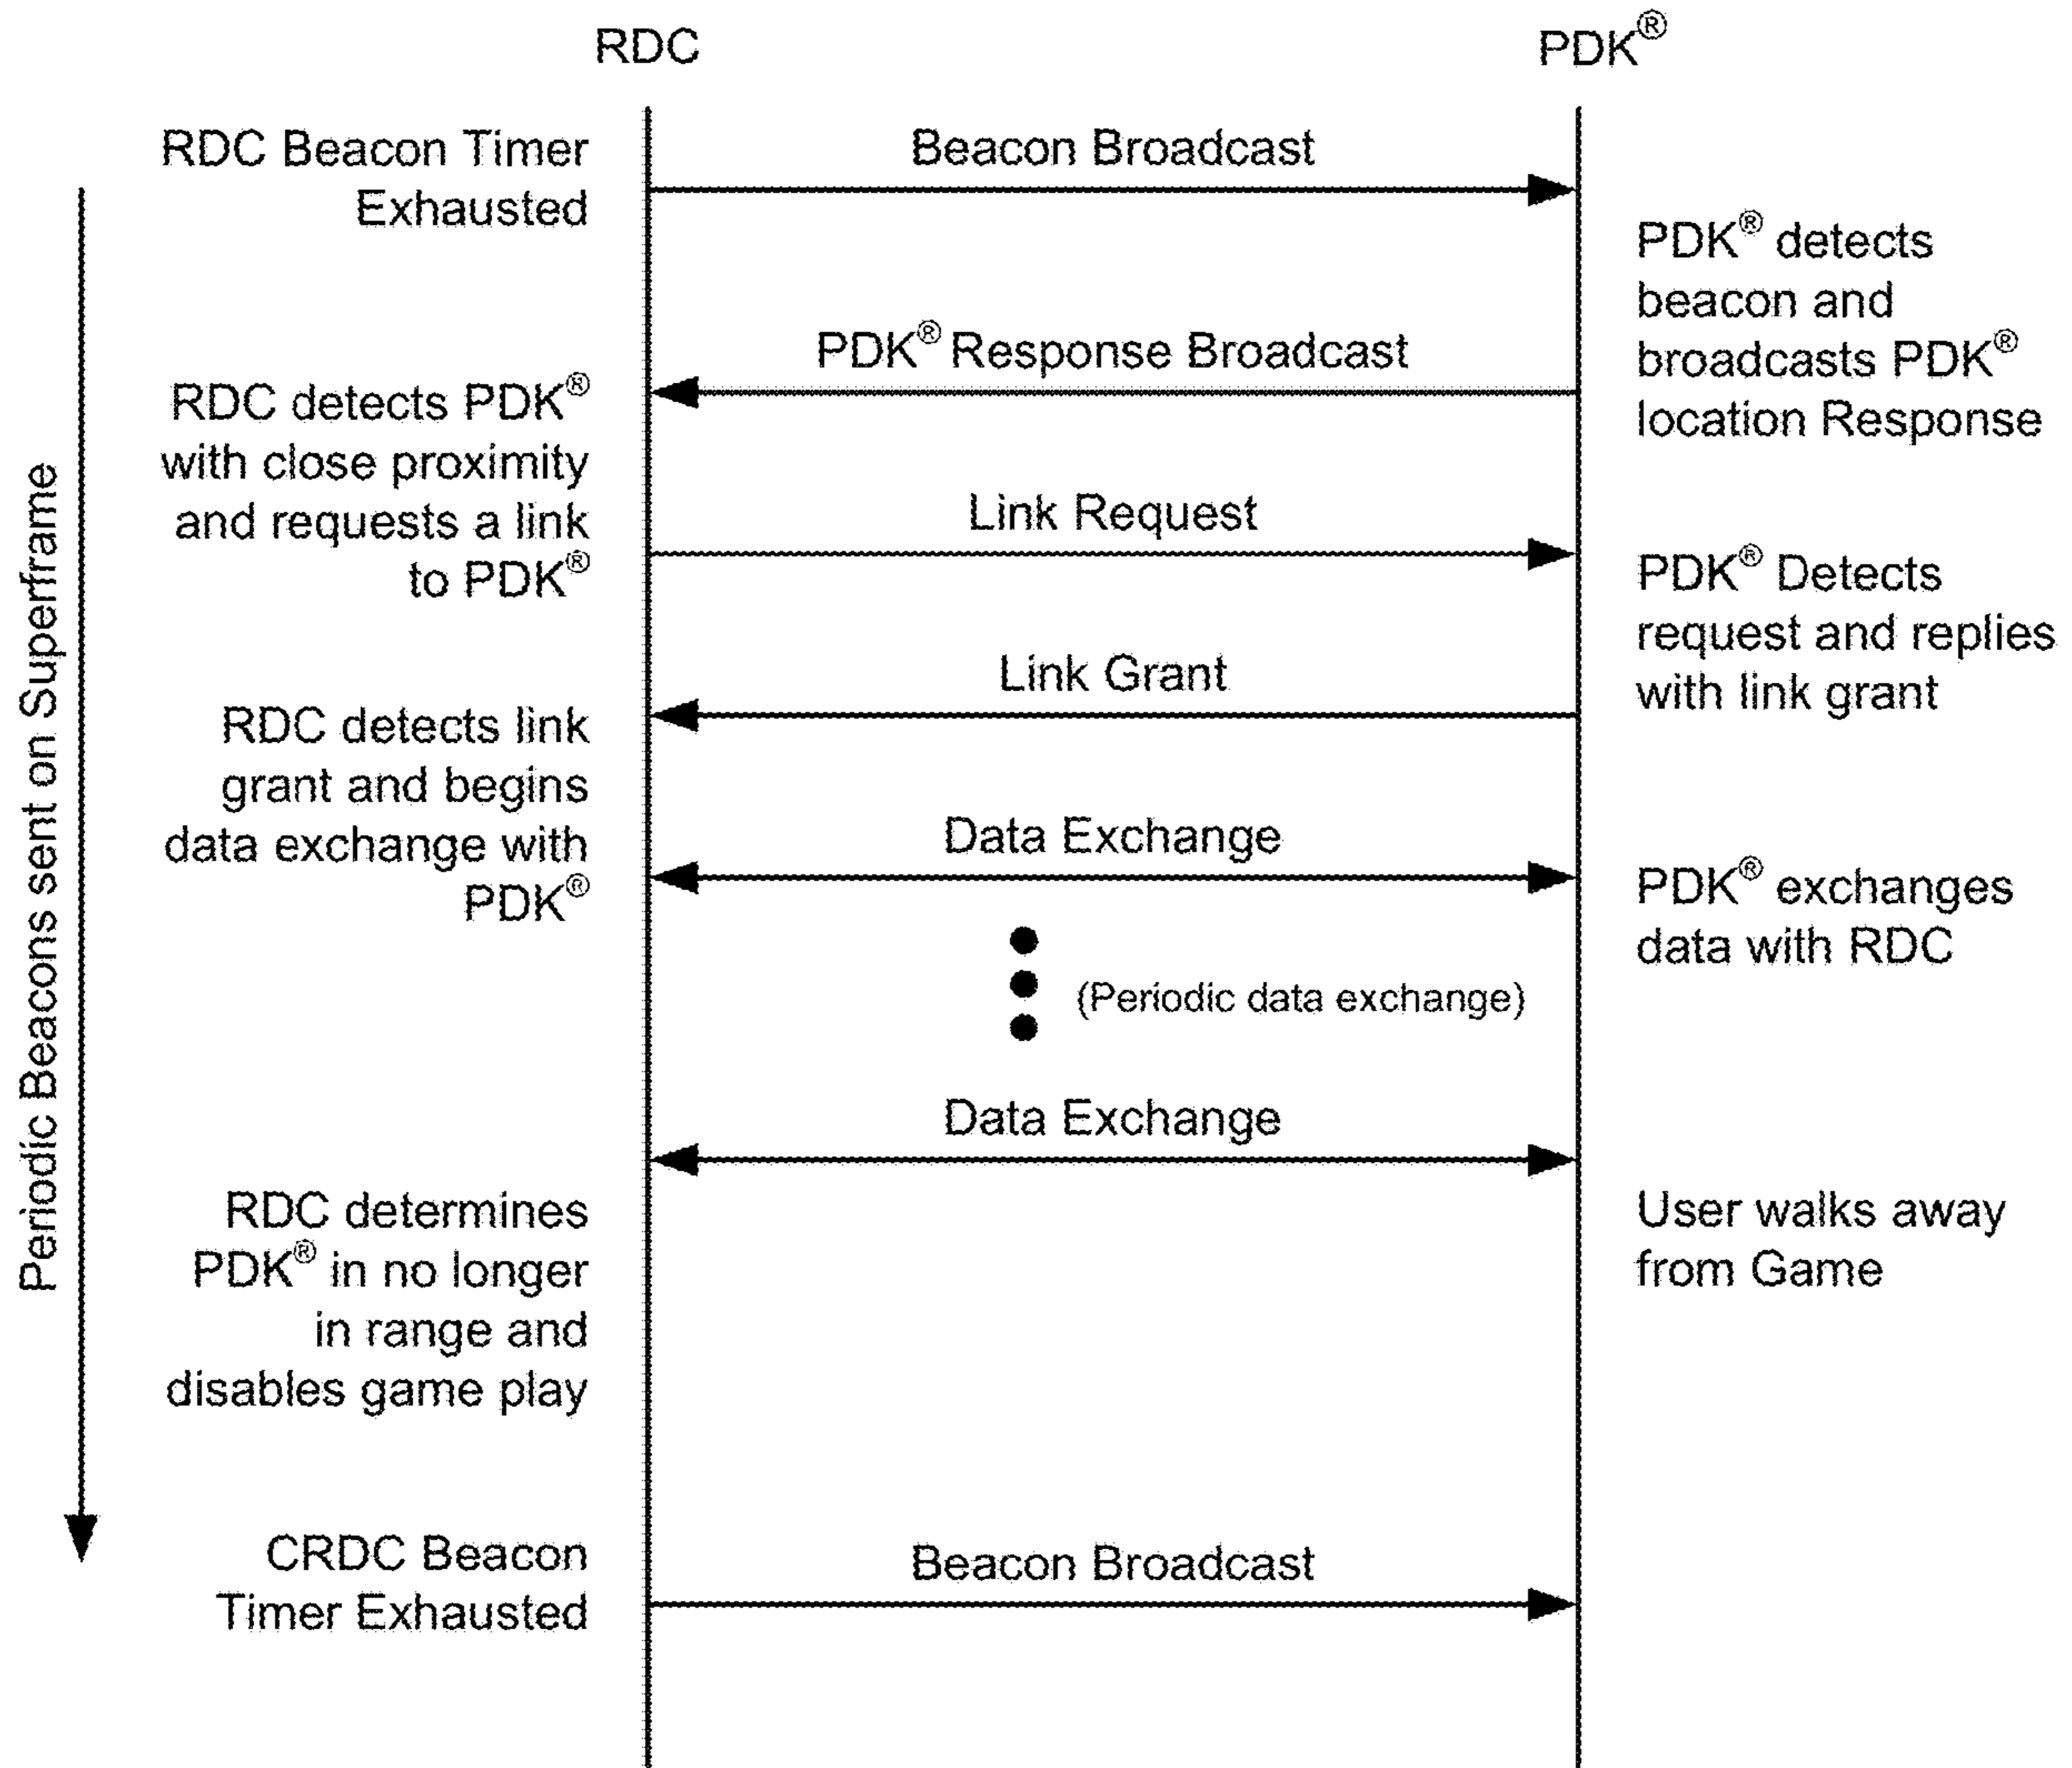 RDC
PDK®
RDC Beacon Timer
Exhausted
Beacon Broadcast
PDK® detects
beacon and
broadcasts PDK®
location Response
PDK® Response Broadcast
RDC detects PDK®
with close proximity
and requests a link
to PDK®
Link Request
PDK® Detects
request and replies
with link grant
Link Grant
RDC detects link
grant and begins
data exchange with
PDK®
Data Exchange
PDK® exchanges
data with RDC
(Periodic data exchange)
Data Exchange
RDC determines
PDK® in no longer
in range and
disables game play
User walks away
from Game
CRDC Beacon
Timer Exhausted
Beacon Broadcast
Periodic Beacons sent on Superframe